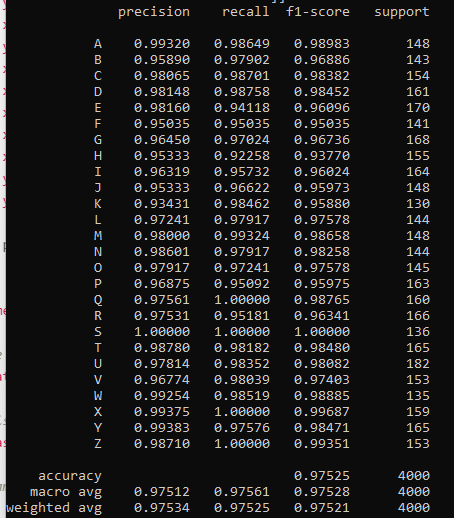 precision recall f1-score support
A 0.99320 0.98649 0.98983 148
B 0.95890 0.97902 0.96886 143
C 0.98065 0.98701 0.98382 154
D 0.98148 0.98758 0.98452 161
E 0.98160 0.94118 0.96096 170
F 0.95035 0.95035 0.95035 141
G 0.96450 0.97024 0.96736 168
H 0.95333 0.92258 0.93770 155
I 0.96319 0.95732 0.96024 164
J 0.95333 0.96622 0.95973 148
K 0.93431 0.98462 0.95880 130
L 0.97241 0.97917 0.97578 144
M 0.98000 0.99324 0.98658 148
N 0.98601 0.97917 0.98258 144
O 0.97917 0.97241 0.97578 145
P 0.96875 0.95092 0.95975 163
Q 0.97561 1.00000 0.98765 160
R 0.97531 0.95181 0.96341 166
S 1.00000 1.00000 1.00000 136
T 0.98780 0.98182 0.98480 165
U 0.97814 0.98352 0.98082 182
V 0.96774 0.98039 0.97403 153
W 0.99254 0.98519 0.98885 135
X 0.99375 1.00000 0.99687 159
Y 0.99383 0.97576 0.98471 165
Z 0.98710 1.00000 0.99351 153
accuracy 0.97525 4000
macro avg 0.97512 0.97561 0.97528 4000
weighted avg 0.97534 0.97525 0.97521 4000